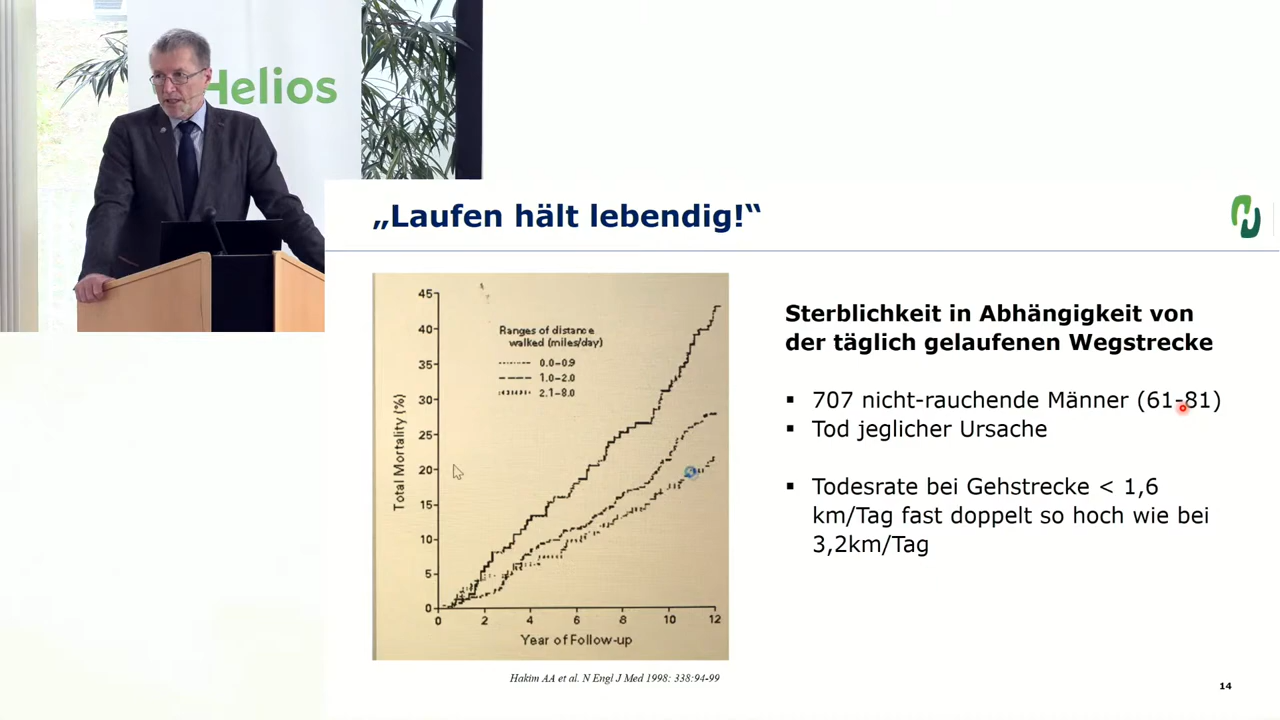 Helios
„Laufen hält lebendig!“
45
40
35
30
25
20
15
10
5
0
Total Mortality (%)
Ranges of distance
walked (miles/day)
0.0–0.9
1.0–2.0
2.1–8.0
0 2 4 6 8 10 12
Year of Follow-up
Hakim AA et al. N Engl J Med 1998: 338:94-99
Sterblichkeit in Abhängigkeit von
der täglich gelaufenen Wegstrecke
▪ 707 nicht-rauchende Männer (61-81)
▪ Tod jeglicher Ursache
▪ Todesrate bei Gehstrecke < 1,6
km/Tag fast doppelt so hoch wie bei
3,2km/Tag
14